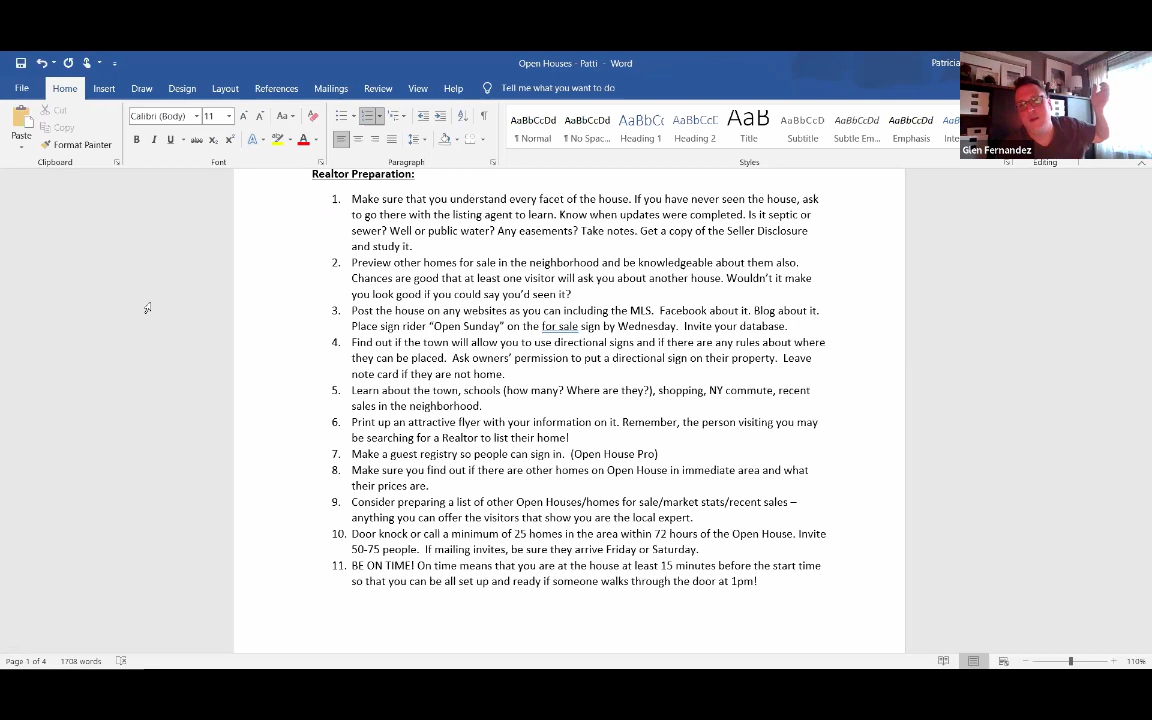 Open Houses - Patti - Word
Patricia
File Home Insert Draw Design Layout References Mailings Review View Help Tell me what you want to do
Paste
Cut
Copy
Format Painter
Clipboard
Calibri (Body) 11
Font
Paragraph
AaBbCcDd AaBbCcDd AaBbC AaBbCcE AaB AaBbCcD AaBbCcDd AaBbCcDd
¶ Normal ¶ No Spac... Heading 1 Heading 2 Title Subtitle Subtle Em... Emphasis
Styles
Editing
Glen Fernandez
Realtor Preparation:
1. Make sure that you understand every facet of the house. If you have never seen the house, ask
to go there with the listing agent to learn. Know when updates were completed. Is it septic or
sewer? Well or public water? Any easements? Take notes. Get a copy of the Seller Disclosure
and study it.
2. Preview other homes for sale in the neighborhood and be knowledgeable about them also.
Chances are good that at least one visitor will ask you about another house. Wouldn't it make
you look good if you could say you'd seen it?
3. Post the house on any websites as you can including the MLS. Facebook about it. Blog about it.
Place sign rider “Open Sunday” on the for sale sign by Wednesday. Invite your database.
4. Find out if the town will allow you to use directional signs and if there are any rules about where
they can be placed. Ask owners’ permission to put a directional sign on their property. Leave
note card if they are not home.
5. Learn about the town, schools (how many? Where are they?), shopping, NY commute, recent
sales in the neighborhood.
6. Print up an attractive flyer with your information on it. Remember, the person visiting you may
be searching for a Realtor to list their home!
7. Make a guest registry so people can sign in. (Open House Pro)
8. Make sure you find out if there are other homes on Open House in immediate area and what
their prices are.
9. Consider preparing a list of other Open Houses/homes for sale/market stats/recent sales –
anything you can offer the visitors that show you are the local expert.
10. Door knock or call a minimum of 25 homes in the area within 72 hours of the Open House. Invite
50-75 people. If mailing invites, be sure they arrive Friday or Saturday.
11. BE ON TIME! On time means that you are at the house at least 15 minutes before the start time
so that you can be all set up and ready if someone walks through the door at 1pm!
Page 1 of 4 1708 words 110%